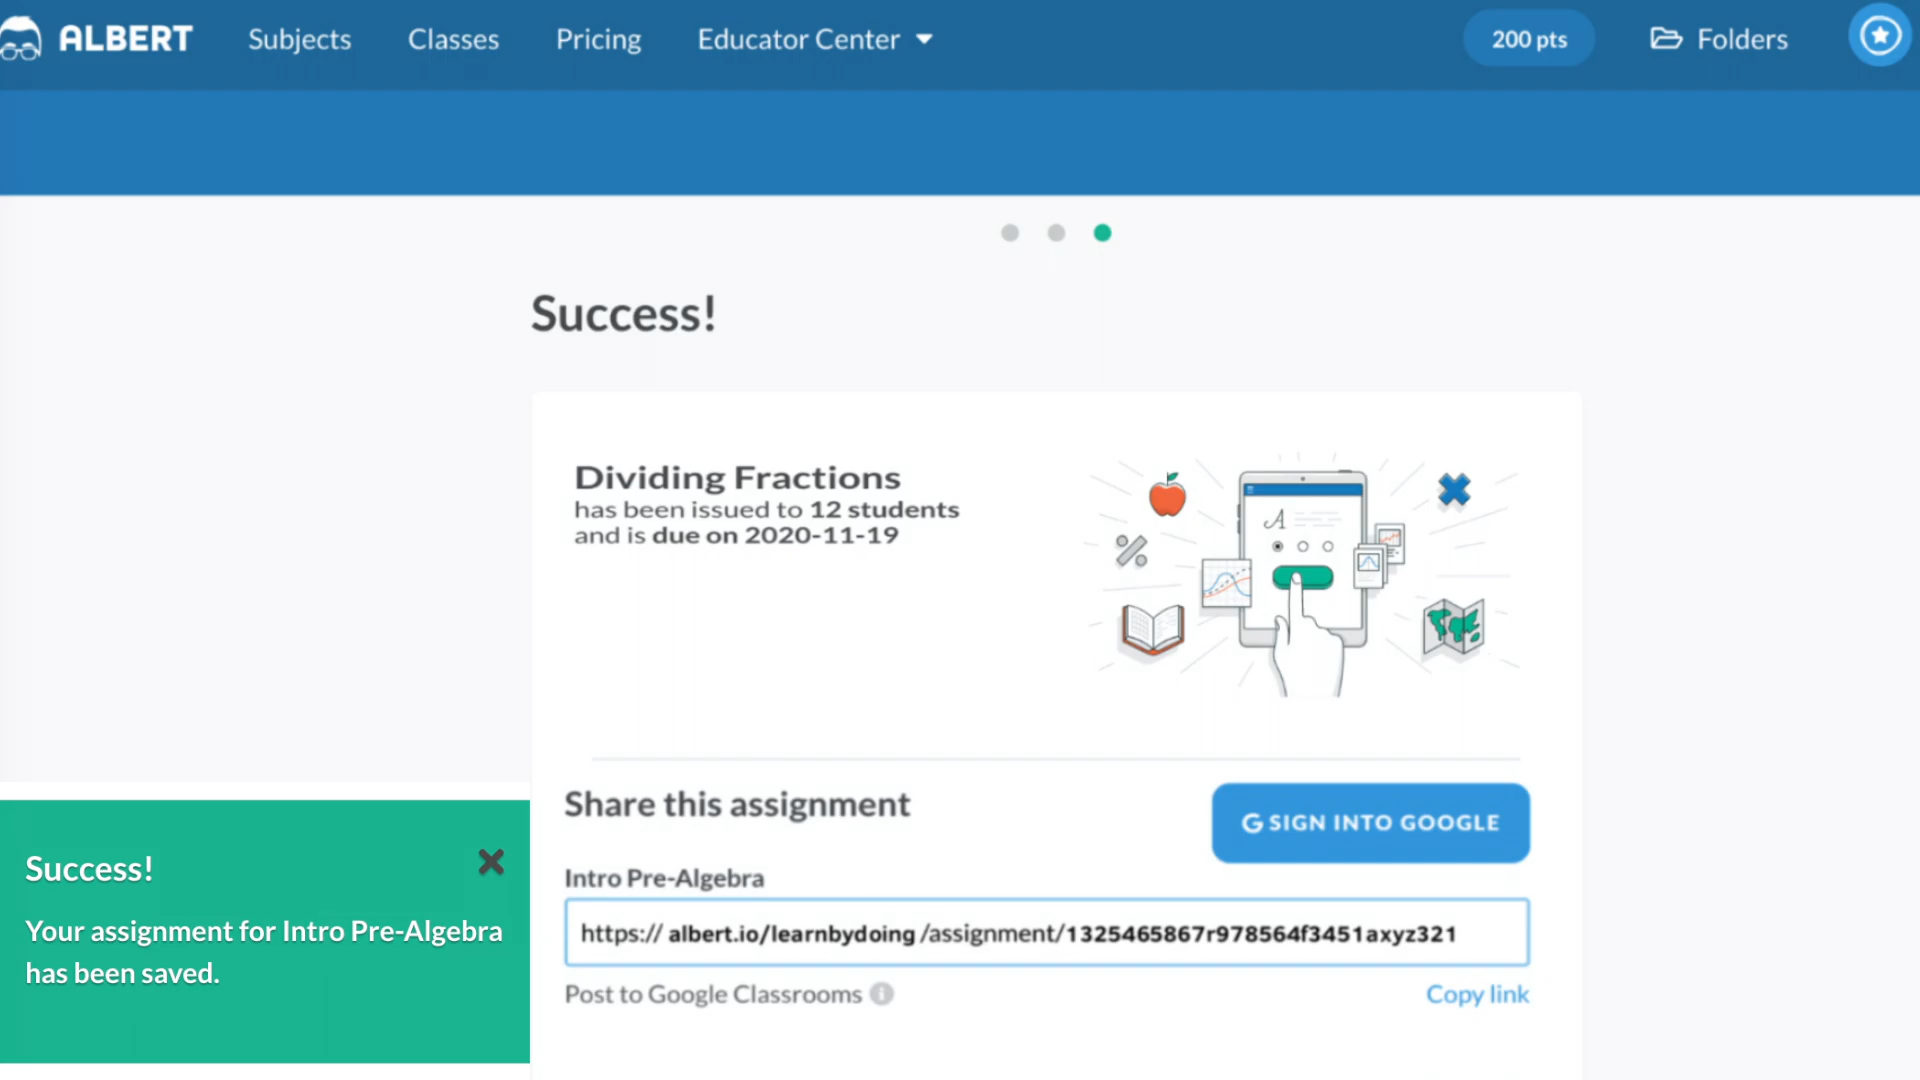 ALBERT
Subjects
Classes
Pricing
Educator Center
200 pts
Folders
Success!
Dividing Fractions
has been issued to 12 students
and is due on 2020-11-19
A
Share this assignment
G SIGN INTO GOOGLE
Intro Pre-Algebra
https:// albert.io/learnbydoing /assignment/1325465867r978564f3451axyz321
Post to Google Classrooms
Copy link
Success!
Your assignment for Intro Pre-Algebra
has been saved.